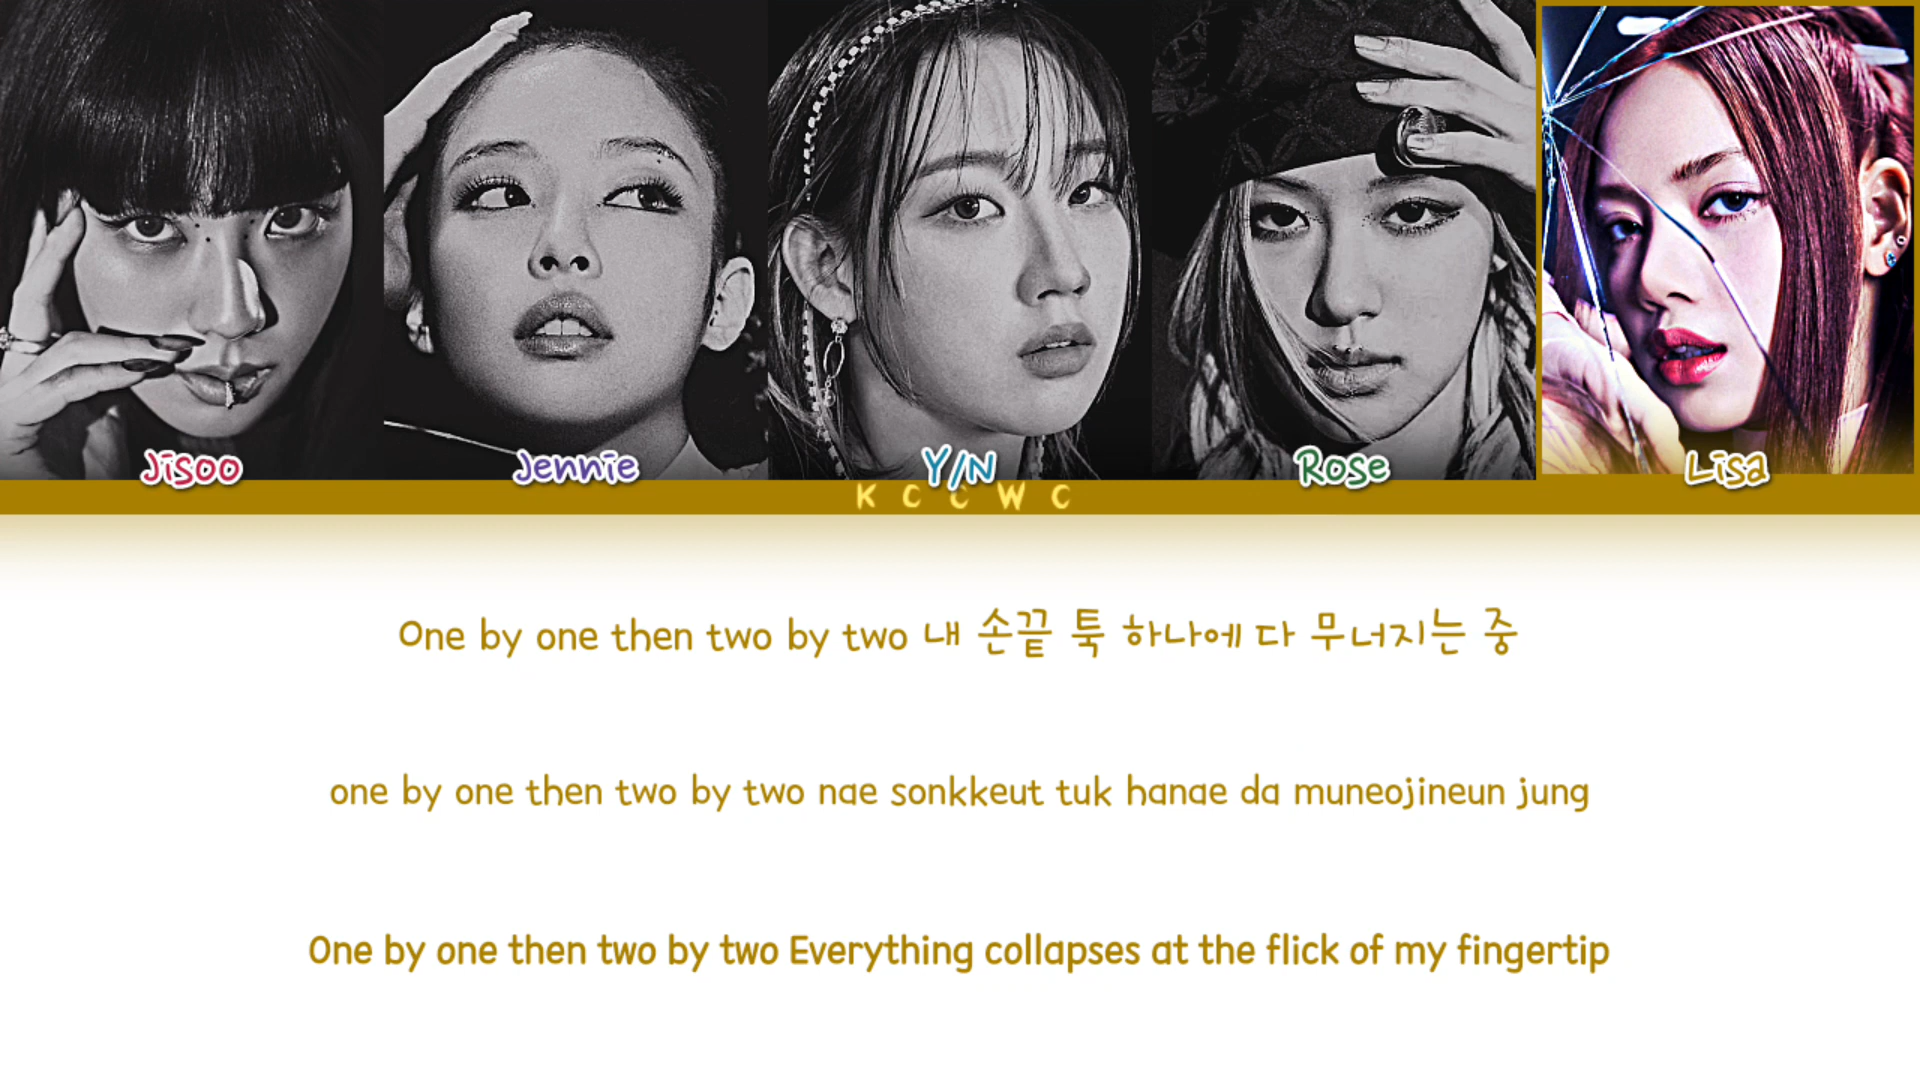 Jisoo
Jennie
Y/N
Rose
Lisa
K C C W C
One by one then two by two 내 손끝 툭 하나에 다 무너지는 중
one by one then two by two nae sonkkeut tuk hanae da muneojineun jung
One by one then two by two Everything collapses at the flick of my fingertip